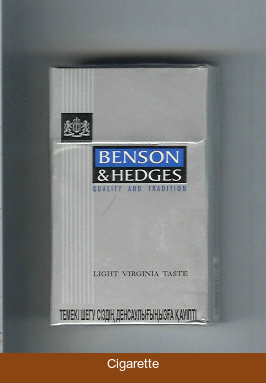 BENSON
& HEDGES
QUALITY AND TRADITION
LIGHT VIRGINIA TASTE
ТЕМЕКІ ШЕГУ СІЗДІҢ ДЕНСАУЛЫҒЫҢЫЗҒА ҚАУІПТІ
Cigarette